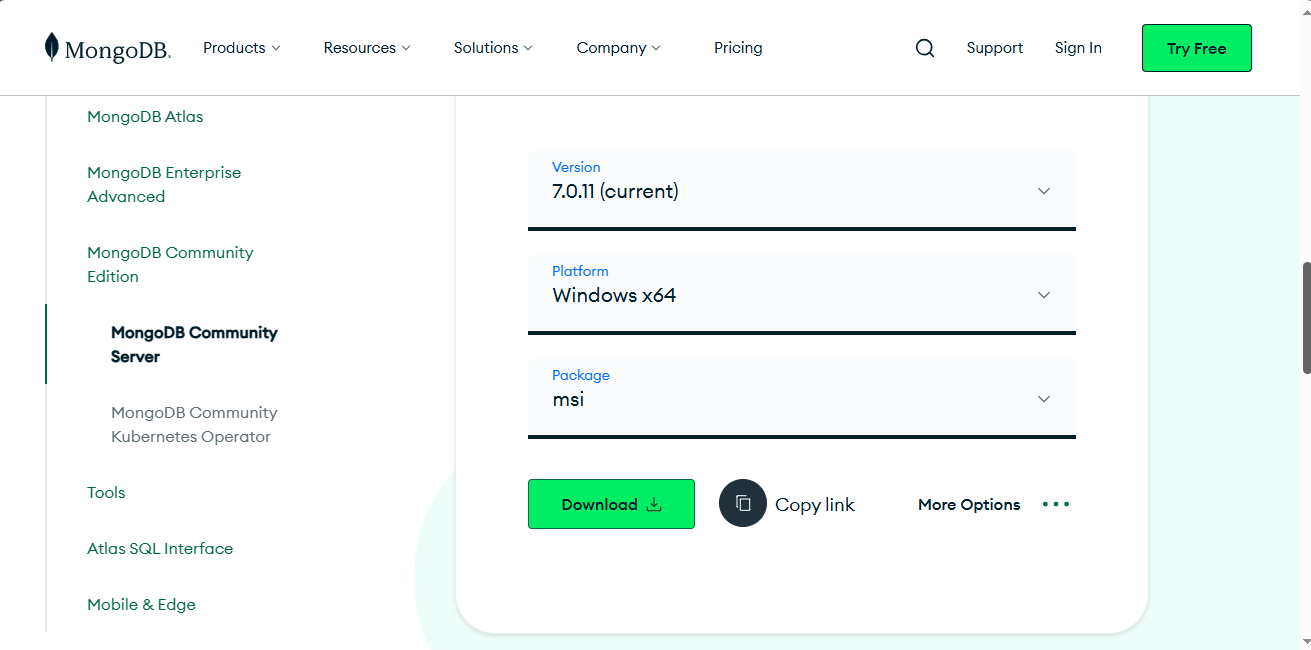 MongoDB.
Products
Resources
Solutions
Company
Pricing
Support
Sign In
Try Free
MongoDB Atlas
MongoDB Enterprise
Advanced
MongoDB Community
Edition
MongoDB Community
Server
MongoDB Community
Kubernetes Operator
Tools
Atlas SQL Interface
Mobile & Edge
Version
7.0.11 (current)
Platform
Windows x64
Package
msi
Download
Copy link
More Options